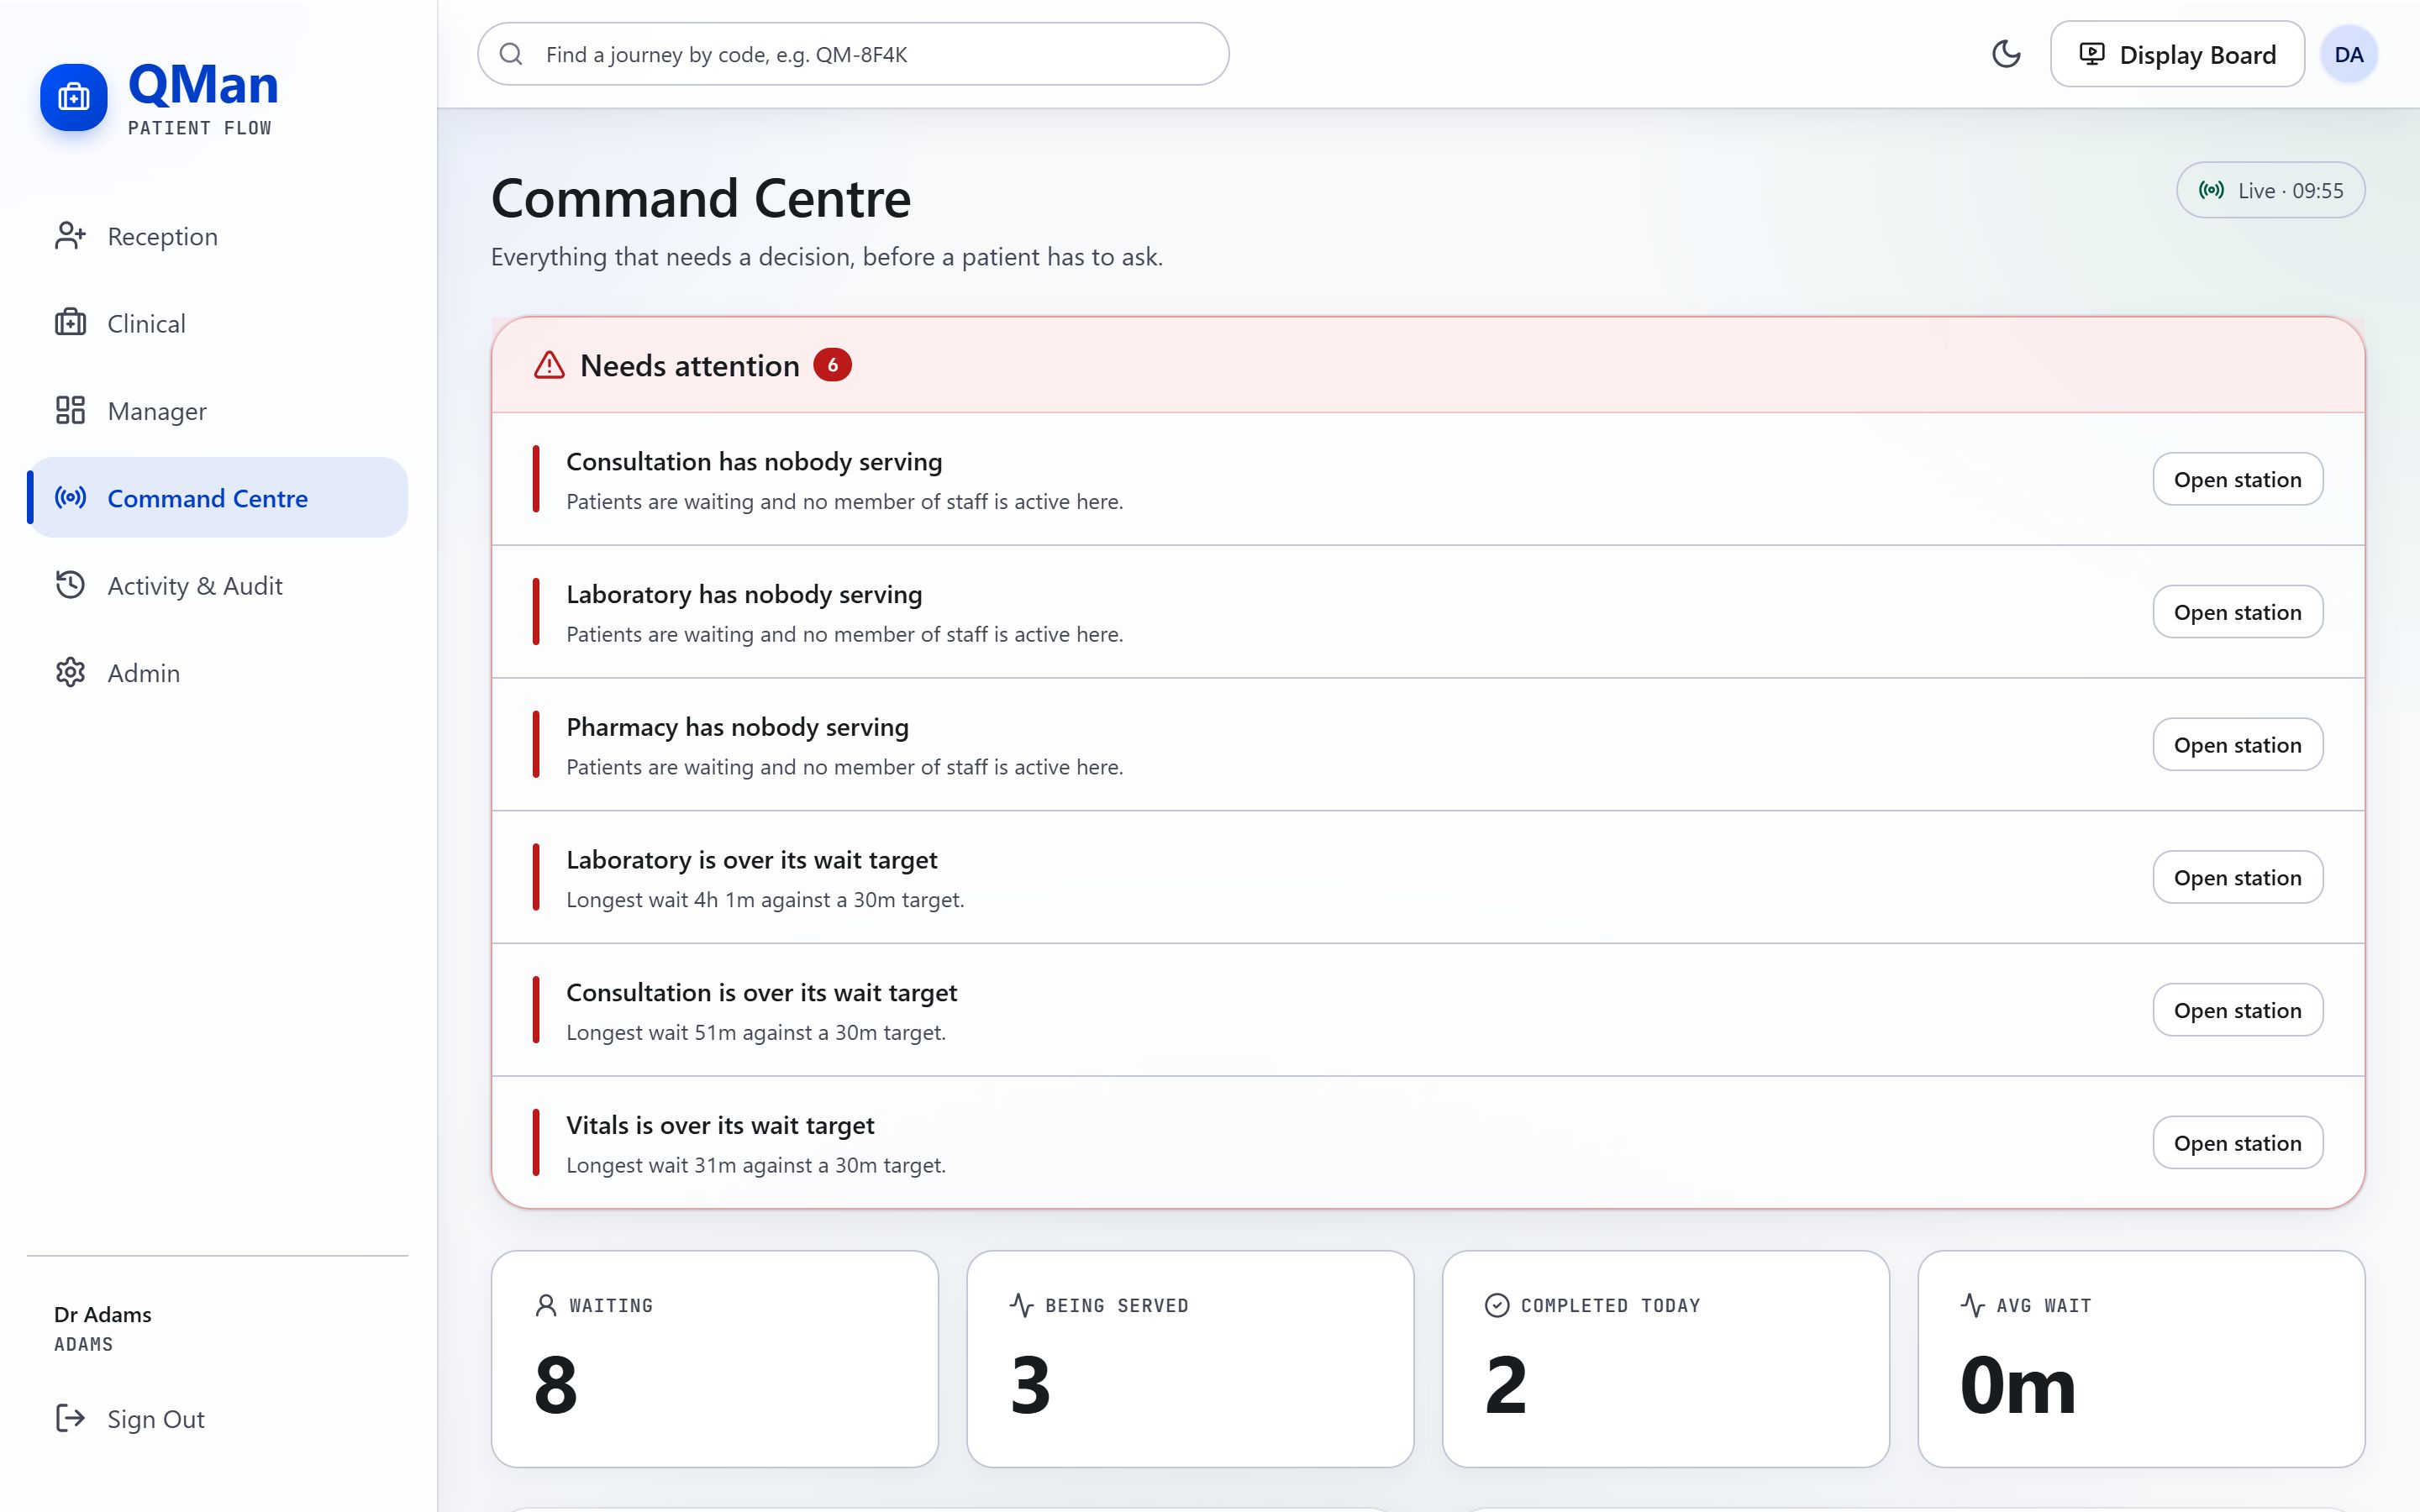 QMan
PATIENT FLOW
Reception
Clinical
Manager
Command Centre
Activity & Audit
Admin
Dr Adams
ADAMS
Sign Out
Find a journey by code, e.g. QM-8F4K
Display Board
DA
Command Centre
Everything that needs a decision, before a patient has to ask.
Live · 09:55
Needs attention 6
Consultation has nobody serving
Patients are waiting and no member of staff is active here.
Open station
Laboratory has nobody serving
Patients are waiting and no member of staff is active here.
Open station
Pharmacy has nobody serving
Patients are waiting and no member of staff is active here.
Open station
Laboratory is over its wait target
Longest wait 4h 1m against a 30m target.
Open station
Consultation is over its wait target
Longest wait 51m against a 30m target.
Open station
Vitals is over its wait target
Longest wait 31m against a 30m target.
Open station
WAITING
8
BEING SERVED
3
COMPLETED TODAY
2
AVG WAIT
0m